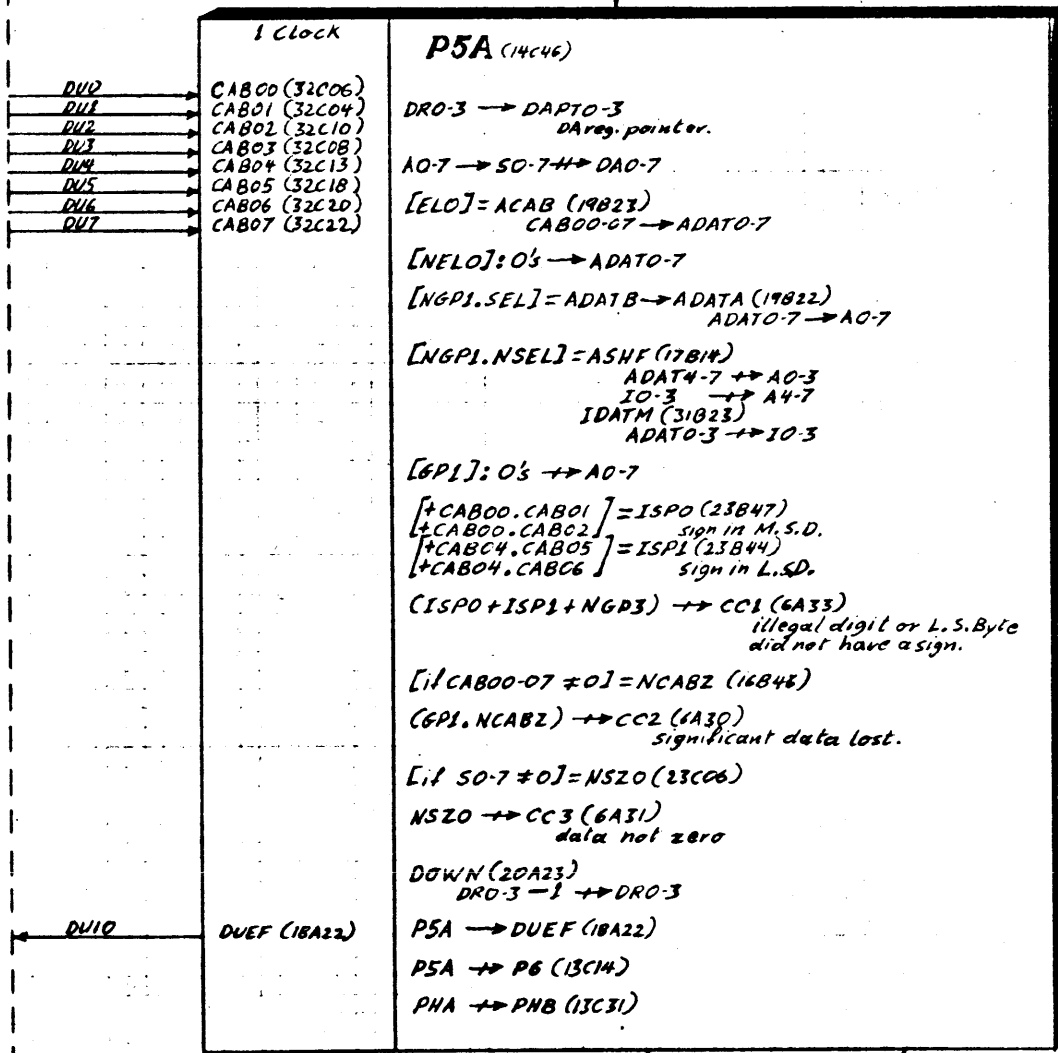 1 Clock
P5A (14C46)
DU0 CAB00 (32C06)
DU1 CAB01 (32C04)
DU2 CAB02 (32C10)
DU3 CAB03 (32C08)
DU4 CAB04 (32C13)
DU5 CAB05 (32C18)
DU6 CAB06 (32C20)
DU7 CAB07 (32C22)
DR0-3 → DAPT0-3
DA reg. pointer.
A0-7 → S0-7 ↦ DA0-7
[EL0] = ACAB (19B23)
CAB00-07 → ADAT0-7
[NEL0]: 0's → ADAT0-7
[NGP1.SEL] = ADATB → ADATA (19B22)
ADAT0-7 → A0-7
[NGP1.NSEL] = ASHF (17B14)
ADAT4-7 ↦ A0-3
I0-3 ↦ A4-7
IDATM (31B23)
ADAT0-3 ↦ I0-3
[GP1]: 0's ↦ A0-7
[+CAB00.CAB01
+CAB00.CAB02] = ISP0 (23B47)
sign in M.S.D.
[+CAB04.CAB05
+CAB04.CAB06] = ISP1 (23B44)
sign in L.S.D.
(ISP0 + ISP1 + NGP3) ↦ CC1 (6A33)
illegal digit or L.S.Byte
did not have a sign.
[if CAB00-07 ≠ 0] = NCABZ
(GP1.NCABZ) ↦ CC2 (6A30)
significant data lost.
[if S0-7 ≠ 0] = NSZ0 (23C06)
NSZ0 ↦ CC3 (6A31)
data not zero
DOWN (20A23)
DR0-3 - 1 ↦ DR0-3
DU10 DUEF (18A22) P5A → DUEF (18A22)
P5A ↦ P6 (13C14)
PHA ↦ PHB (13C31)